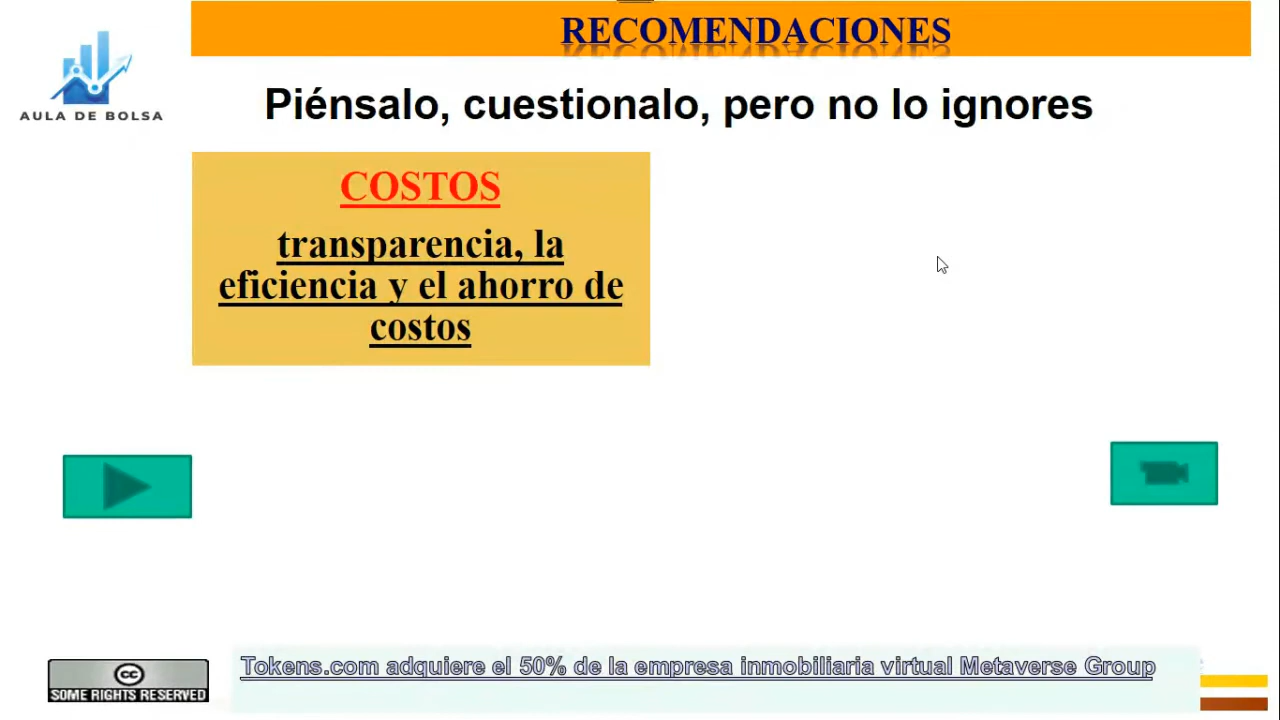 RECOMENDACIONES
AULA DE BOLSA
Piénsalo, cuestionalo, pero no lo ignores
COSTOS
transparencia, la
eficiencia y el ahorro de
costos
cc
SOME RIGHTS RESERVED
Tokens.com adquiere el 50% de la empresa inmobiliaria virtual Metaverse Group